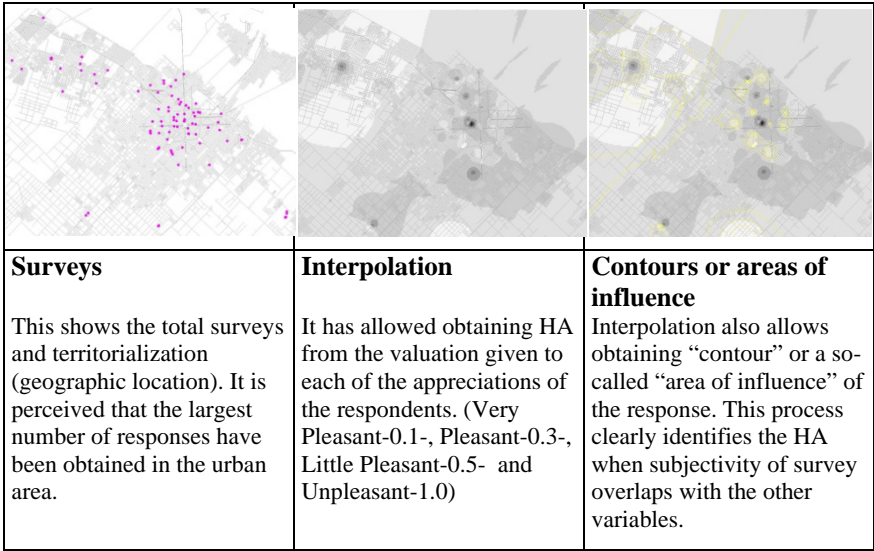 Surveys
This shows the total surveys
and territorialization
(geographic location). It is
perceived that the largest
number of responses have
been obtained in the urban
area.
Interpolation
It has allowed obtaining HA
from the valuation given to
each of the appreciations of
the respondents. (Very
Pleasant-0.1-, Pleasant-0.3-,
Little Pleasant-0.5- and
Unpleasant-1.0)
Contours or areas of
influence
Interpolation also allows
obtaining “contour” or a so-
called “area of influence” of
the response. This process
clearly identifies the HA
when subjectivity of survey
overlaps with the other
variables.